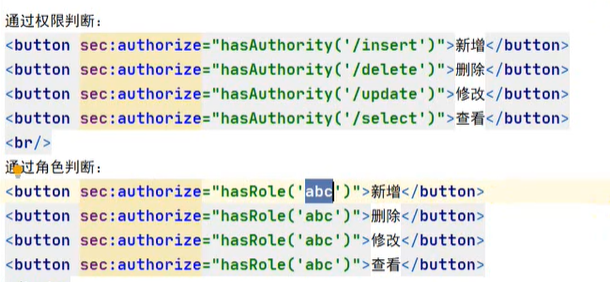 通过权限判断:
<button sec:authorize="hasAuthority('/insert')">新增</button>
<button sec:authorize="hasAuthority('/delete')">删除</button>
<button sec:authorize="hasAuthority('/update')">修改</button>
<button sec:authorize="hasAuthority('/select')">查看</button>
<br/>
通过角色判断:
<button sec:authorize="hasRole('abc')">新增</button>
<button sec:authorize="hasRole('abc')">删除</button>
<button sec:authorize="hasRole('abc')">修改</button>
<button sec:authorize="hasRole('abc')">查看</button>